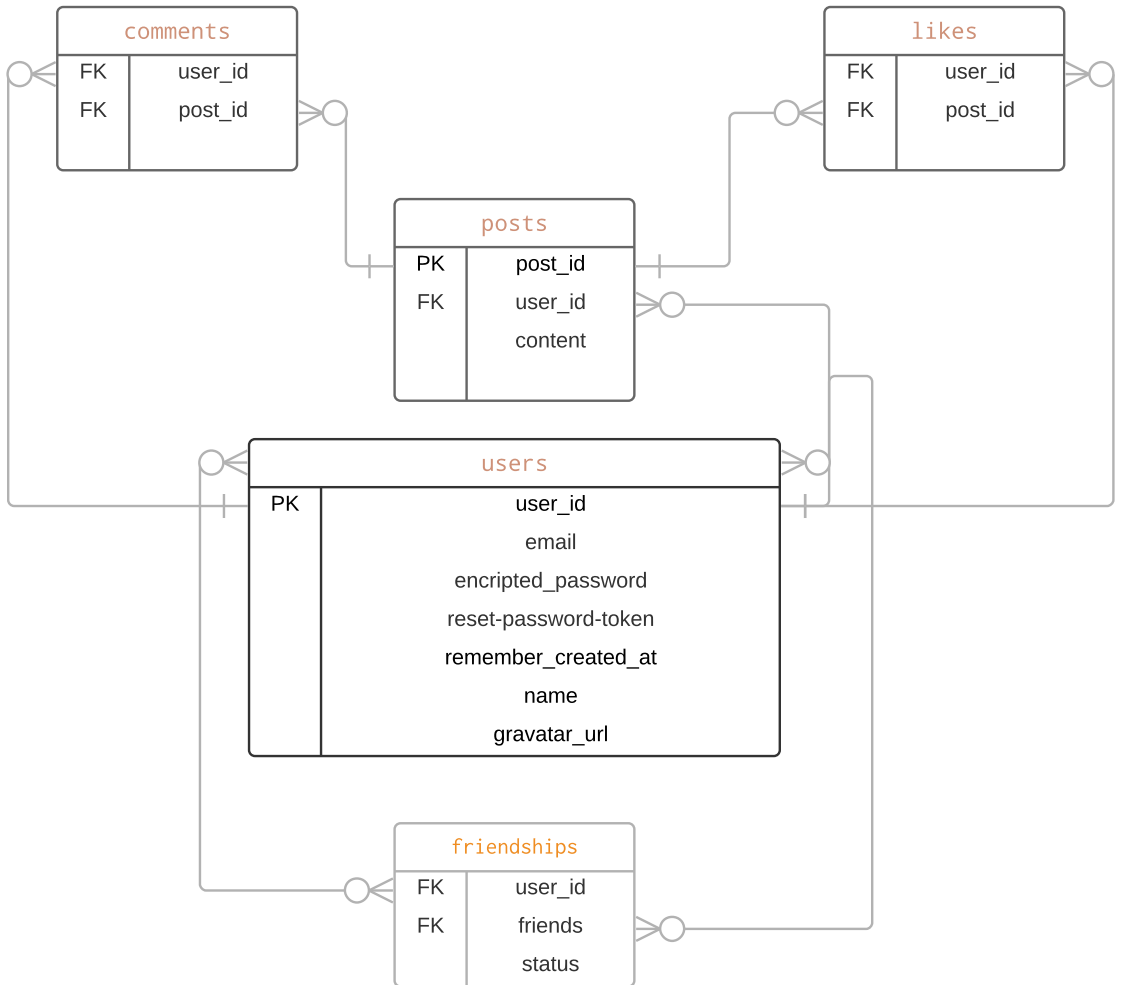 comments
FK user_id
FK post_id
likes
FK user_id
FK post_id
posts
PK post_id
FK user_id
content
users
PK user_id
email
encripted_password
reset-password-token
remember_created_at
name
gravatar_url
friendships
FK user_id
FK friends
status